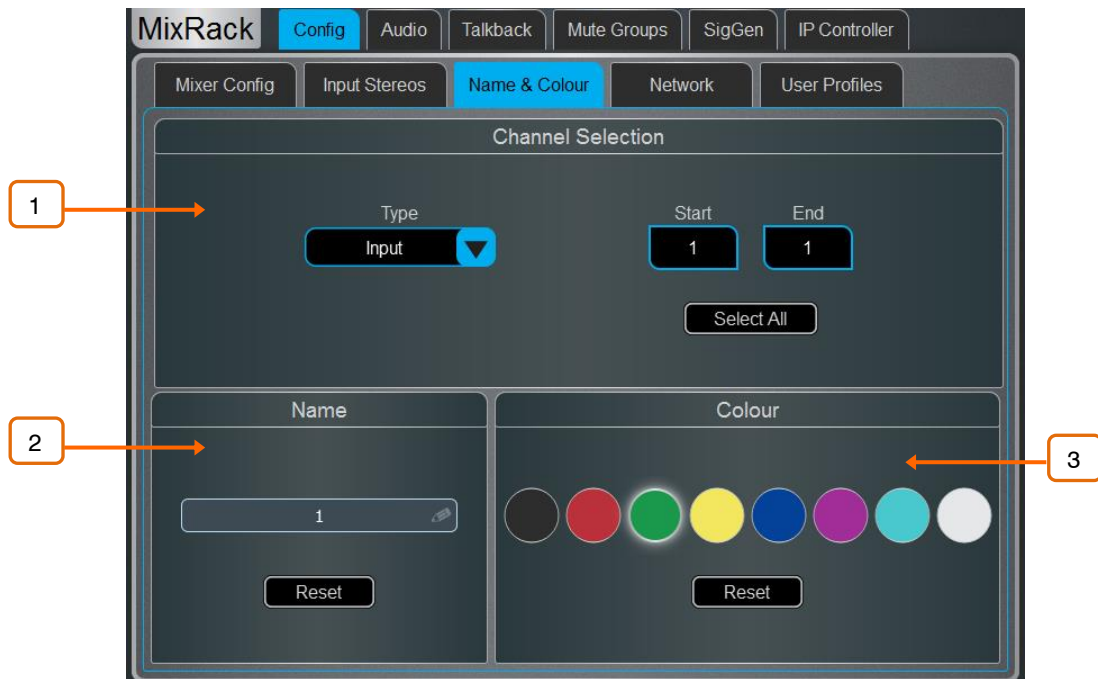 MixRack Config Audio Talkback Mute Groups SigGen IP Controller
Mixer Config Input Stereos Name & Colour Network User Profiles
Channel Selection
1
Type Start End
Input 1 1
Select All
Name Colour
2
3
1
Reset Reset